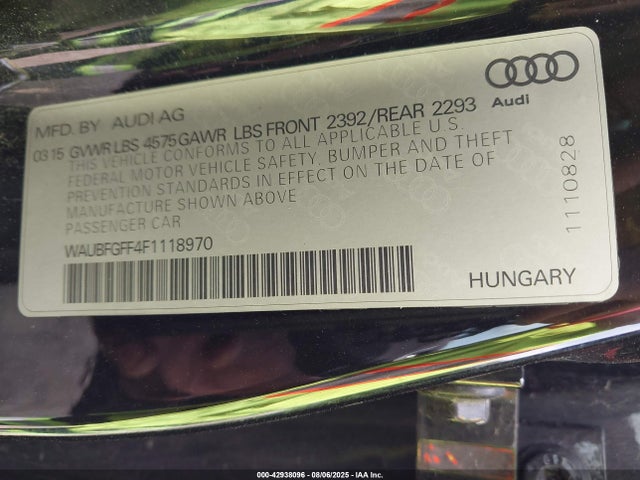 MFD. BY AUDI AG
0315 GVWR LBS 4575 GAWR LBS FRONT 2392/REAR 2293
THIS VEHICLE CONFORMS TO ALL APPLICABLE U.S.
FEDERAL MOTOR VEHICLE SAFETY, BUMPER AND THEFT
PREVENTION STANDARDS IN EFFECT ON THE DATE OF
MANUFACTURE SHOWN ABOVE
PASSENGER CAR
WAUBFGFF4F1118970
Audi
1110828
HUNGARY
000-42938096 - 08/06/2025 - IAA Inc.